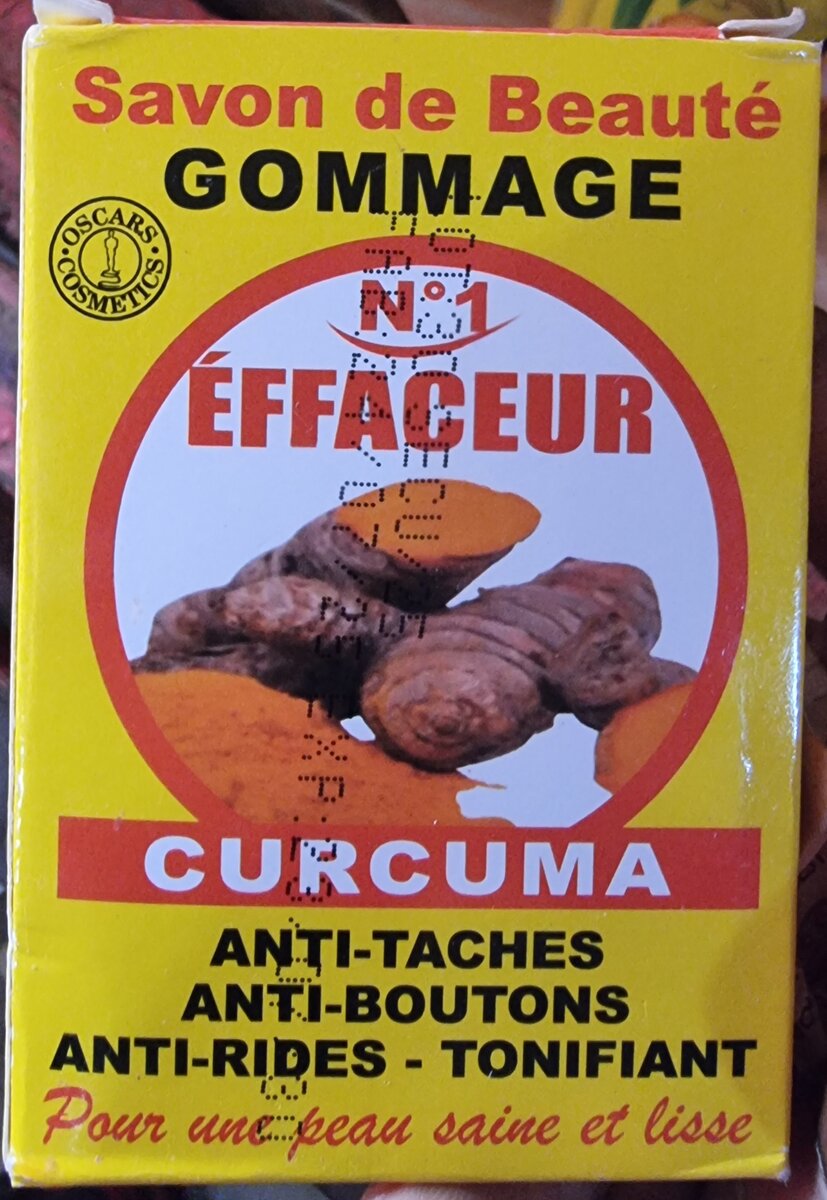 Savon de Beauté
GOMMAGE
OSCARS
COSMETICS
N°1
ÉFFACEUR
CURCUMA
ANTI-TACHES
ANTI-BOUTONS
ANTI-RIDES - TONIFIANT
Pour une peau saine et lisse